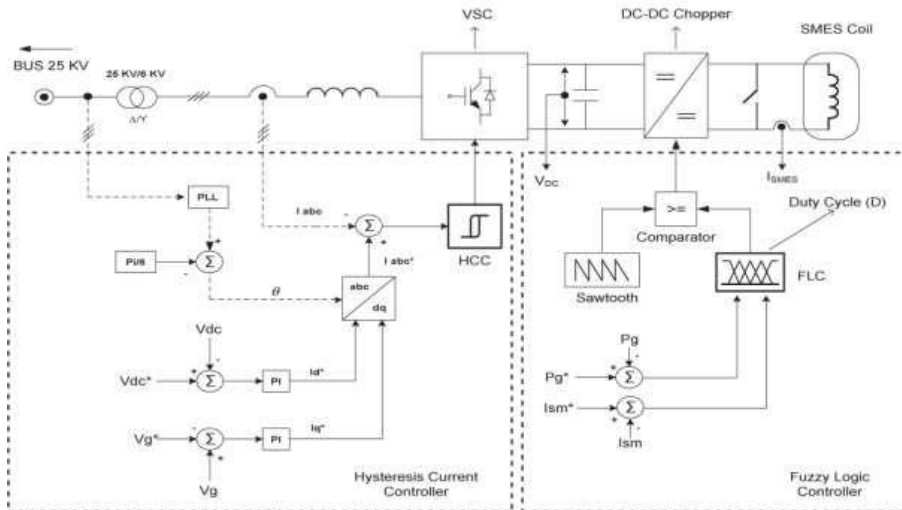 VSC
DC-DC Chopper
SMES Coil
BUS 25 KV
25 KV/6 KV
Δ/Y
V_DC
I_SMES
PLL
I abc
-
Σ
+
I abc*
HCC
>=
Comparator
Duty Cycle (D)
Sawtooth
FLC
Pi/6
+
-
Σ
θ
abc
dq
Vdc
-
Vdc*
+
Σ
PI
Id*
Vg*
-
Σ
+
PI
Iq*
Vg
Pg
-
Pg*
+
Σ
Ism*
+
Σ
-
Ism
Hysteresis Current
Controller
Fuzzy Logic
Controller